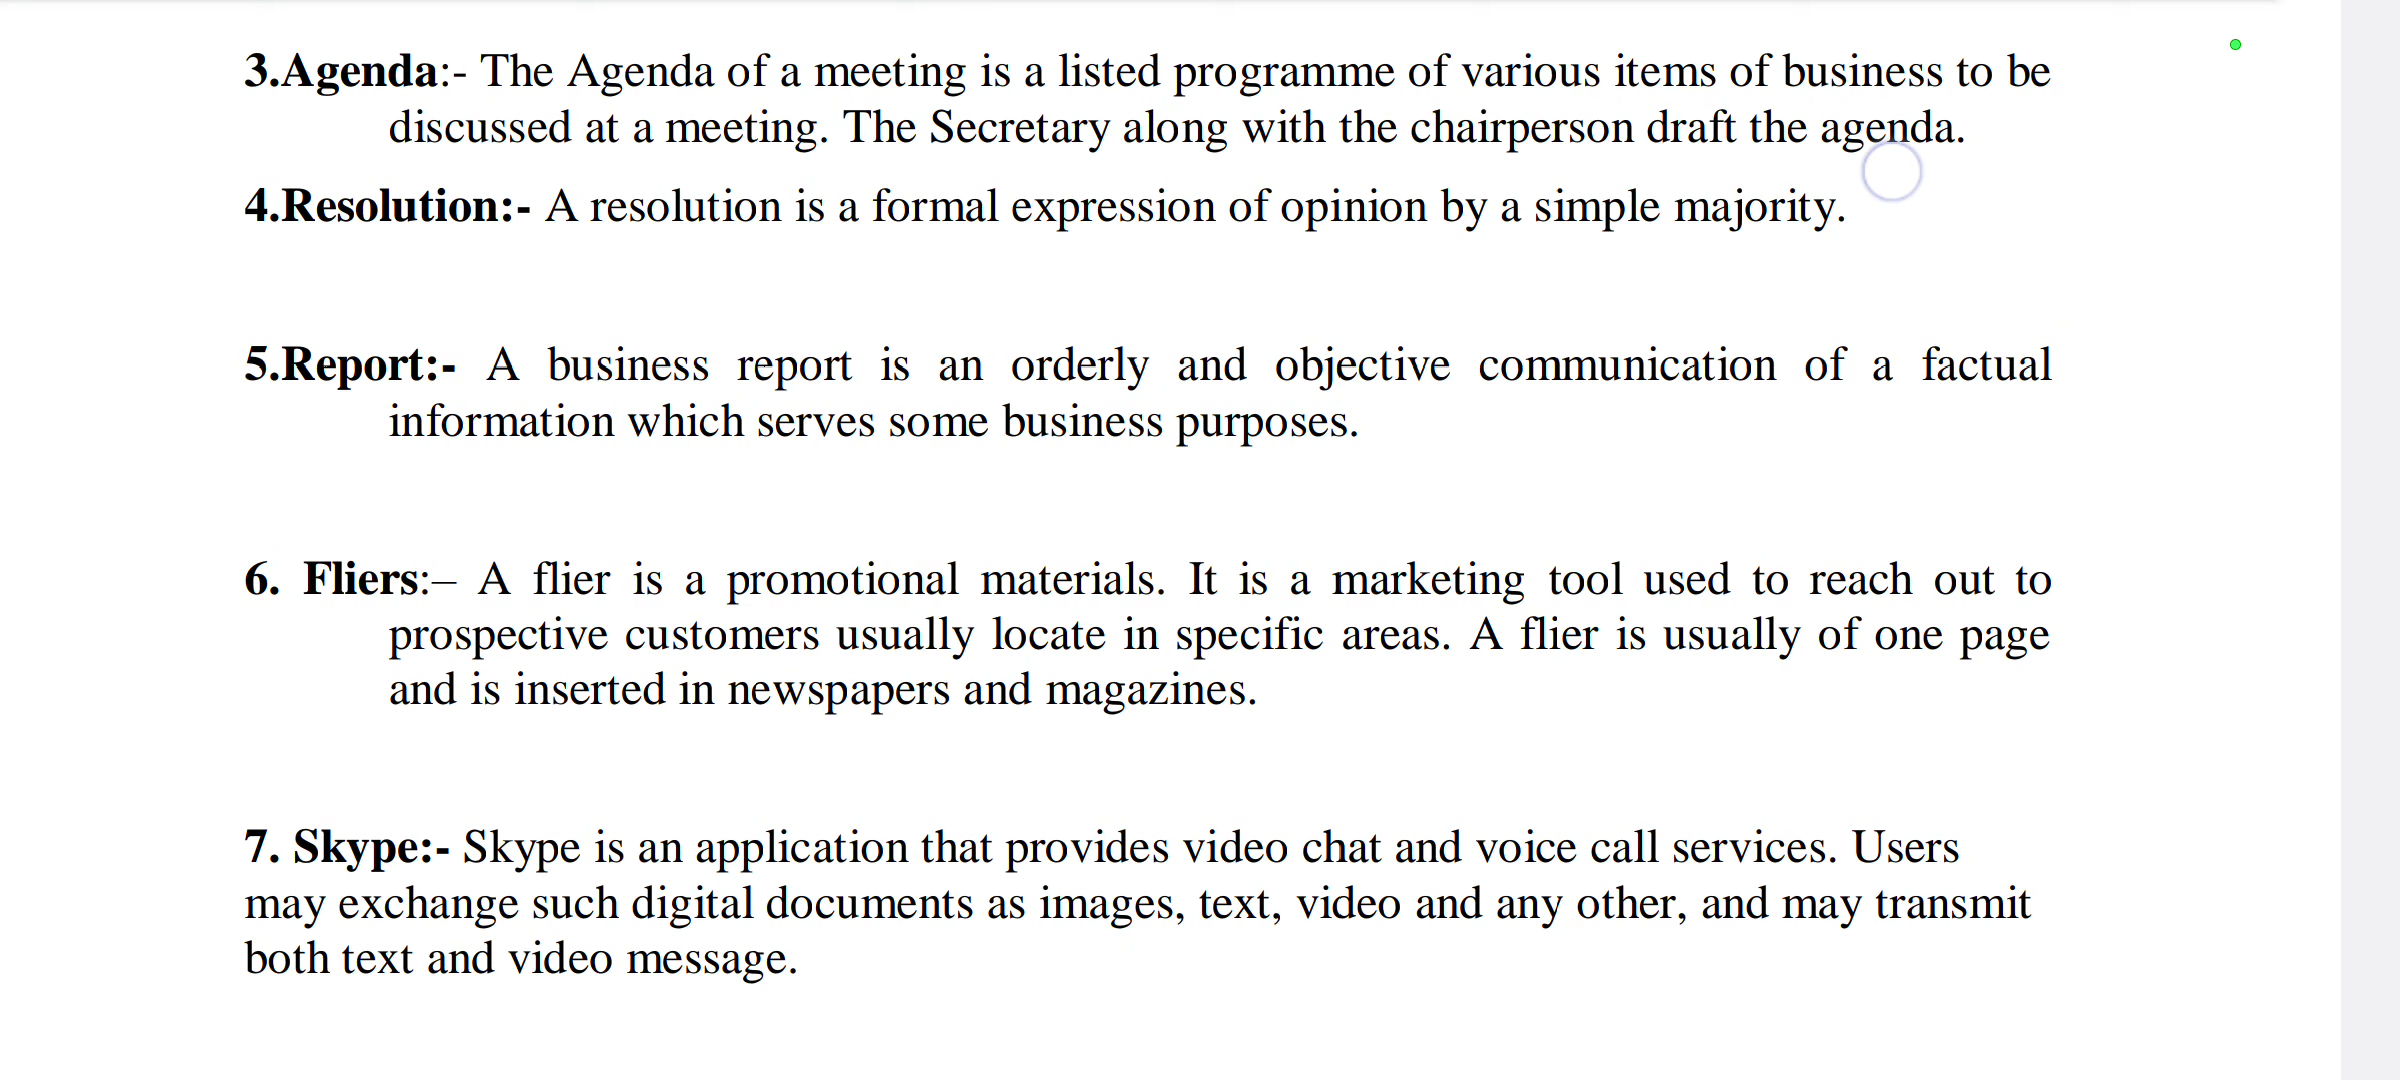 3.Agenda:- The Agenda of a meeting is a listed programme of various items of business to be
discussed at a meeting. The Secretary along with the chairperson draft the agenda.
4.Resolution:- A resolution is a formal expression of opinion by a simple majority.
5.Report:- A business report is an orderly and objective communication of a factual
information which serves some business purposes.
6. Fliers:– A flier is a promotional materials. It is a marketing tool used to reach out to
prospective customers usually locate in specific areas. A flier is usually of one page
and is inserted in newspapers and magazines.
7. Skype:- Skype is an application that provides video chat and voice call services. Users
may exchange such digital documents as images, text, video and any other, and may transmit
both text and video message.